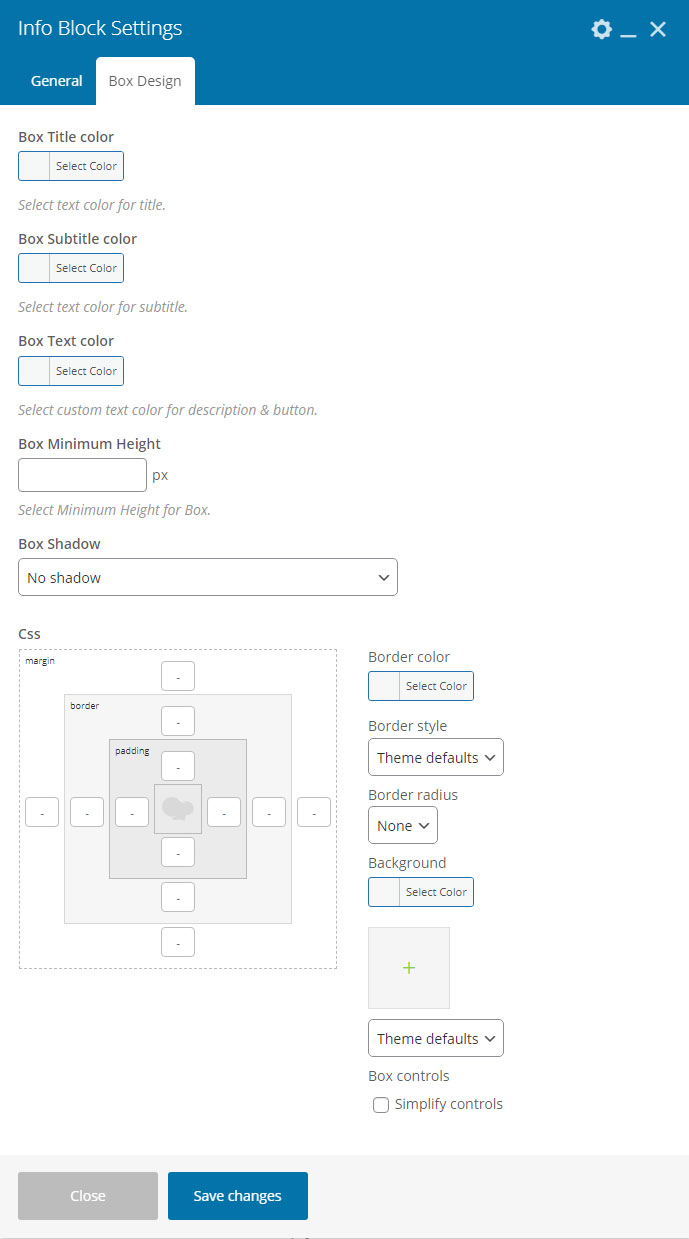 Info Block Settings
General
Box Design
Box Title color
Select Color
Select text color for title.
Box Subtitle color
Select Color
Select text color for subtitle.
Box Text color
Select Color
Select custom text color for description & button.
Box Minimum Height
px
Select Minimum Height for Box.
Box Shadow
No shadow
Css
margin
-
border
-
padding
-
- - - - - -
-
-
-
Border color
Select Color
Border style
Theme defaults
Border radius
None
Background
Select Color
+
Theme defaults
Box controls
Simplify controls
Close
Save changes